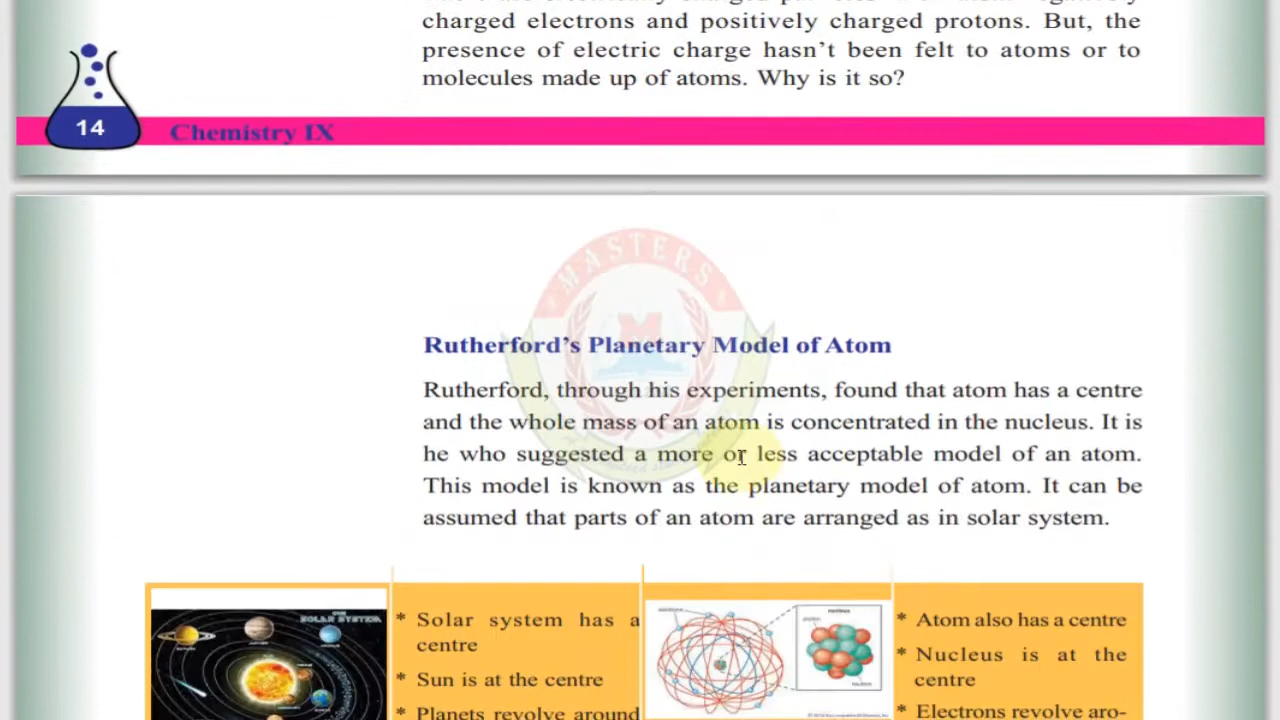 charged electrons and positively charged protons. But, the
presence of electric charge hasn't been felt to atoms or to
molecules made up of atoms. Why is it so?
14
Chemistry IX
MASTERS
M
Rutherford's Planetary Model of Atom
Rutherford, through his experiments, found that atom has a centre
and the whole mass of an atom is concentrated in the nucleus. It is
he who suggested a more or less acceptable model of an atom.
This model is known as the planetary model of atom. It can be
assumed that parts of an atom are arranged as in solar system.
SOLAR SYSTEM
* Solar system has a
centre
* Sun is at the centre
* Planets revolve around
* Atom also has a centre
* Nucleus is at the
centre
* Electrons revolve aro-